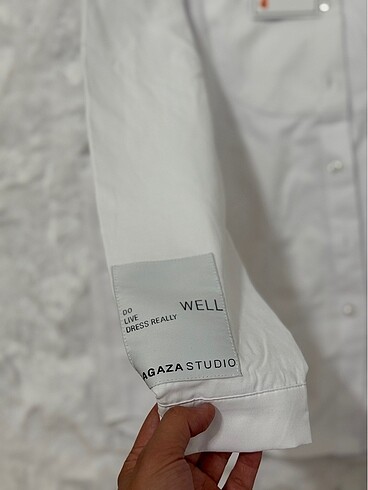 DO
LIVE
DRESS REALLY
WELL
AGAZA STUDIO